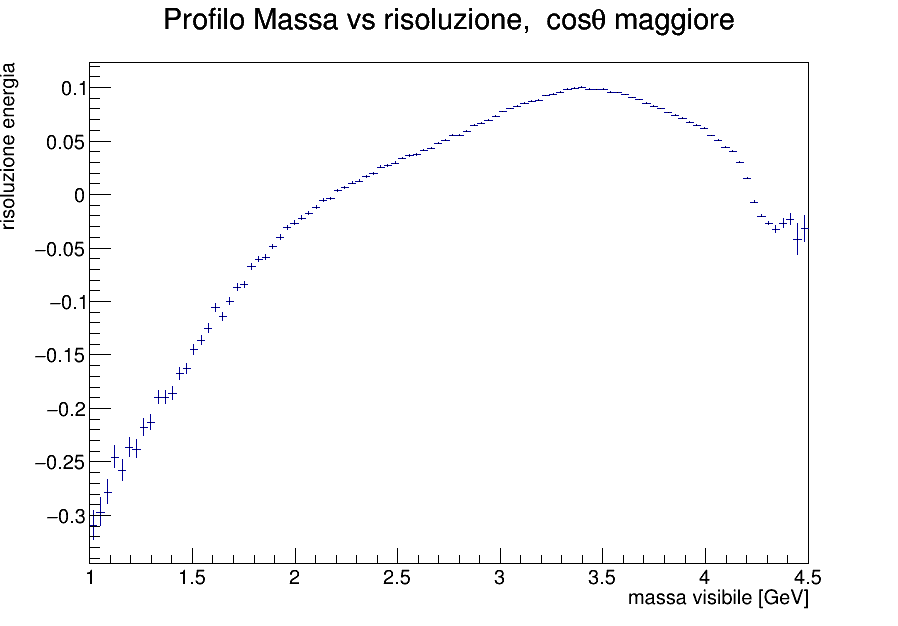 Profilo Massa vs risoluzione, cosθ maggiore
risoluzione energia
0.1
0.05
0
−0.05
−0.1
−0.15
−0.2
−0.25
−0.3
1 1.5 2 2.5 3 3.5 4 4.5
massa visibile [GeV]